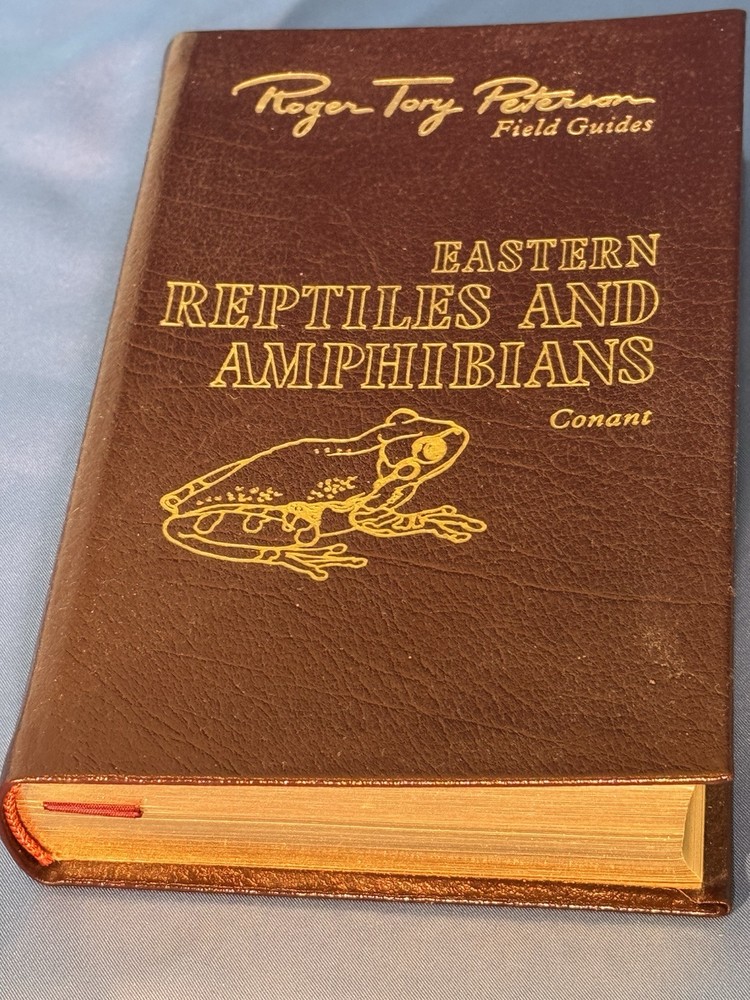 Roger Tory Peterson
Field Guides
EASTERN
REPTILES AND
AMPHIBIANS
Conant